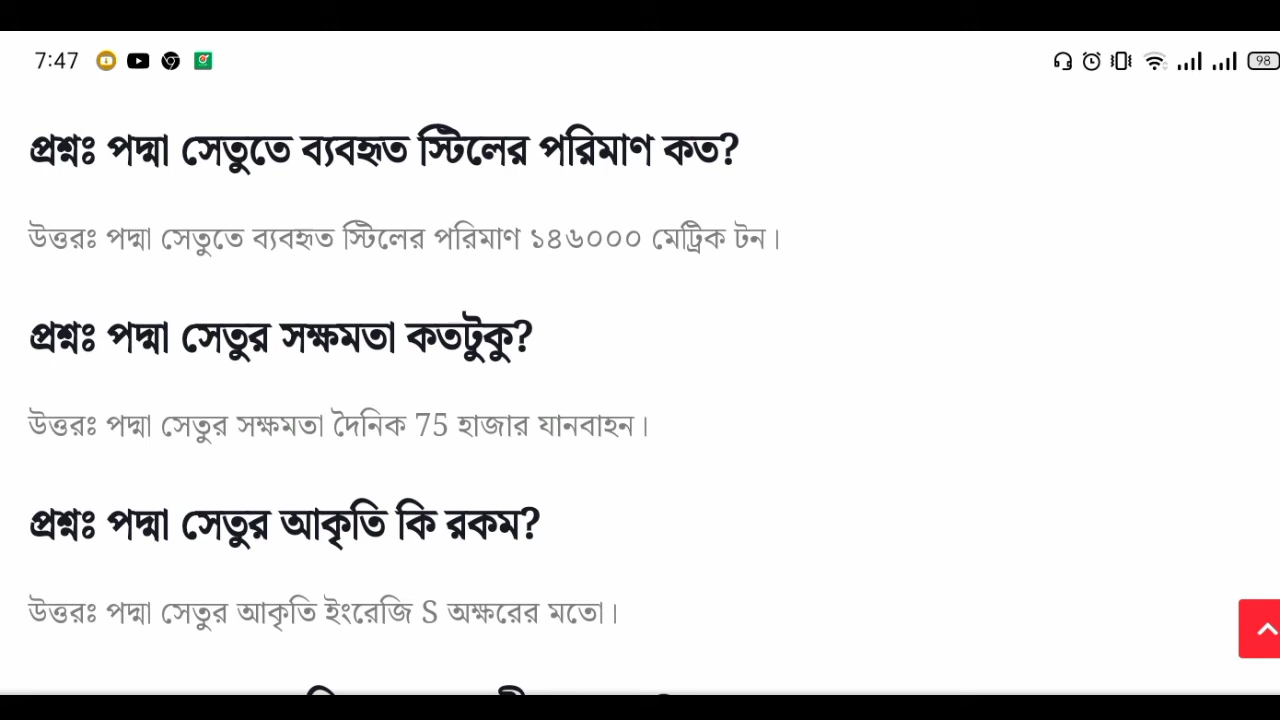 7:47
98
প্রশ্নঃ পদ্মা সেতুতে ব্যবহৃত স্টিলের পরিমাণ কত?
উত্তরঃ পদ্মা সেতুতে ব্যবহৃত স্টিলের পরিমাণ ১৪৬০০০ মেট্রিক টন।
প্রশ্নঃ পদ্মা সেতুর সক্ষমতা কতটুকু?
উত্তরঃ পদ্মা সেতুর সক্ষমতা দৈনিক 75 হাজার যানবাহন।
প্রশ্নঃ পদ্মা সেতুর আকৃতি কি রকম?
উত্তরঃ পদ্মা সেতুর আকৃতি ইংরেজি S অক্ষরের মতো।